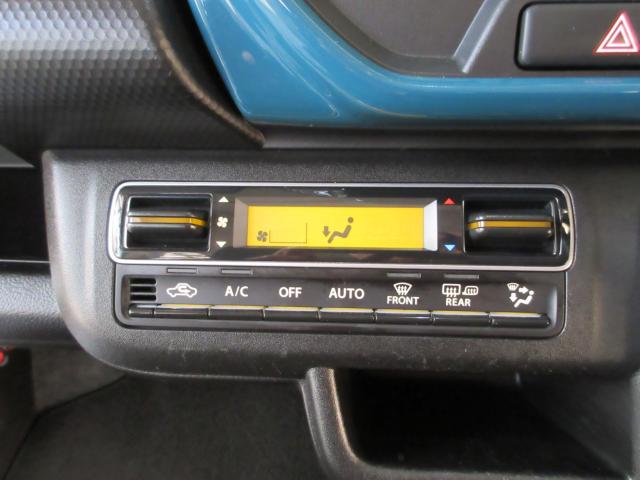 A/C OFF AUTO FRONT REAR